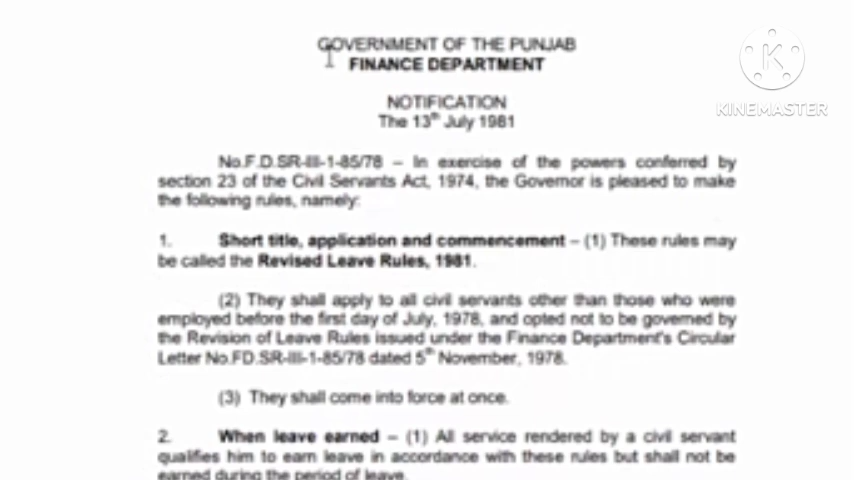 GOVERNMENT OF THE PUNJAB
FINANCE DEPARTMENT
NOTIFICATION
The 13th July 1981
No.F.D.SR-III-1-85/78 – In exercise of the powers conferred by
section 23 of the Civil Servants Act, 1974, the Governor is pleased to make
the following rules, namely:
1. Short title, application and commencement – (1) These rules may
be called the Revised Leave Rules, 1981.
(2) They shall apply to all civil servants other than those who were
employed before the first day of July, 1978, and opted not to be governed by
the Revision of Leave Rules issued under the Finance Department's Circular
Letter No.FD.SR-III-1-85/78 dated 5th November, 1978.
(3) They shall come into force at once.
2. When leave earned – (1) All service rendered by a civil servant
qualifies him to earn leave in accordance with these rules but shall not be
earned during the period of leave.
K
KINEMASTER